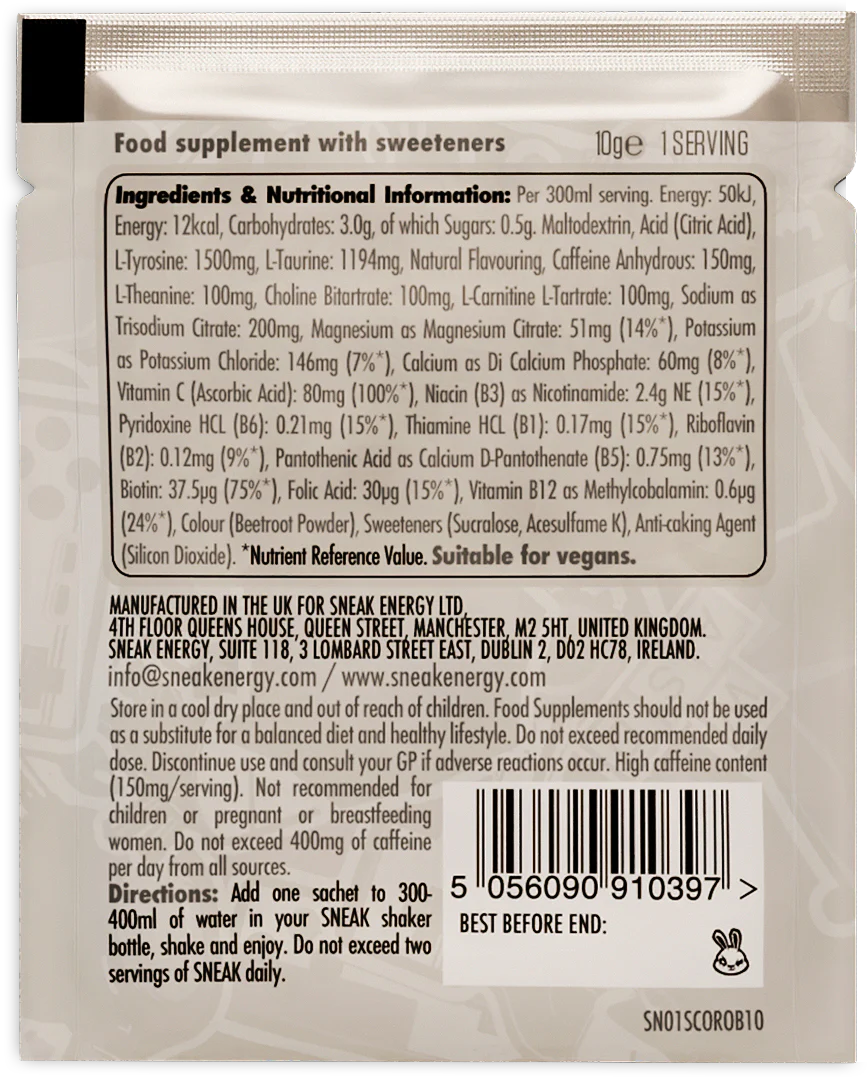 Food supplement with sweeteners 10g℮ 1 SERVING
Ingredients & Nutritional Information: Per 300ml serving. Energy: 50kJ,
Energy: 12kcal, Carbohydrates: 3.0g, of which Sugars: 0.5g. Maltodextrin, Acid (Citric Acid),
L-Tyrosine: 1500mg, L-Taurine: 1194mg, Natural Flavouring, Caffeine Anhydrous: 150mg,
L-Theanine: 100mg, Choline Bitartrate: 100mg, L-Carnitine L-Tartrate: 100mg, Sodium as
Trisodium Citrate: 200mg, Magnesium as Magnesium Citrate: 51mg (14%*), Potassium
as Potassium Chloride: 146mg (7%*), Calcium as Di Calcium Phosphate: 60mg (8%*),
Vitamin C (Ascorbic Acid): 80mg (100%*), Niacin (B3) as Nicotinamide: 2.4g NE (15%*),
Pyridoxine HCL (B6): 0.21mg (15%*), Thiamine HCL (B1): 0.17mg (15%*), Riboflavin
(B2): 0.12mg (9%*), Pantothenic Acid as Calcium D-Pantothenate (B5): 0.75mg (13%*),
Biotin: 37.5µg (75%*), Folic Acid: 30µg (15%*), Vitamin B12 as Methylcobalamin: 0.6µg
(24%*), Colour (Beetroot Powder), Sweeteners (Sucralose, Acesulfame K), Anti-caking Agent
(Silicon Dioxide). *Nutrient Reference Value. Suitable for vegans.
MANUFACTURED IN THE UK FOR SNEAK ENERGY LTD,
4TH FLOOR QUEENS HOUSE, QUEEN STREET, MANCHESTER, M2 5HT, UNITED KINGDOM.
SNEAK ENERGY, SUITE 118, 3 LOMBARD STREET EAST, DUBLIN 2, D02 HC78, IRELAND.
info@sneakenergy.com / www.sneakenergy.com
Store in a cool dry place and out of reach of children. Food Supplements should not be used
as a substitute for a balanced diet and healthy lifestyle. Do not exceed recommended daily
dose. Discontinue use and consult your GP if adverse reactions occur. High caffeine content
(150mg/serving). Not recommended for
children or pregnant or breastfeeding
women. Do not exceed 400mg of caffeine
per day from all sources.
Directions: Add one sachet to 300-
400ml of water in your SNEAK shaker
bottle, shake and enjoy. Do not exceed two
servings of SNEAK daily.
5 056090 910397 >
BEST BEFORE END:
SN01SCOROB10